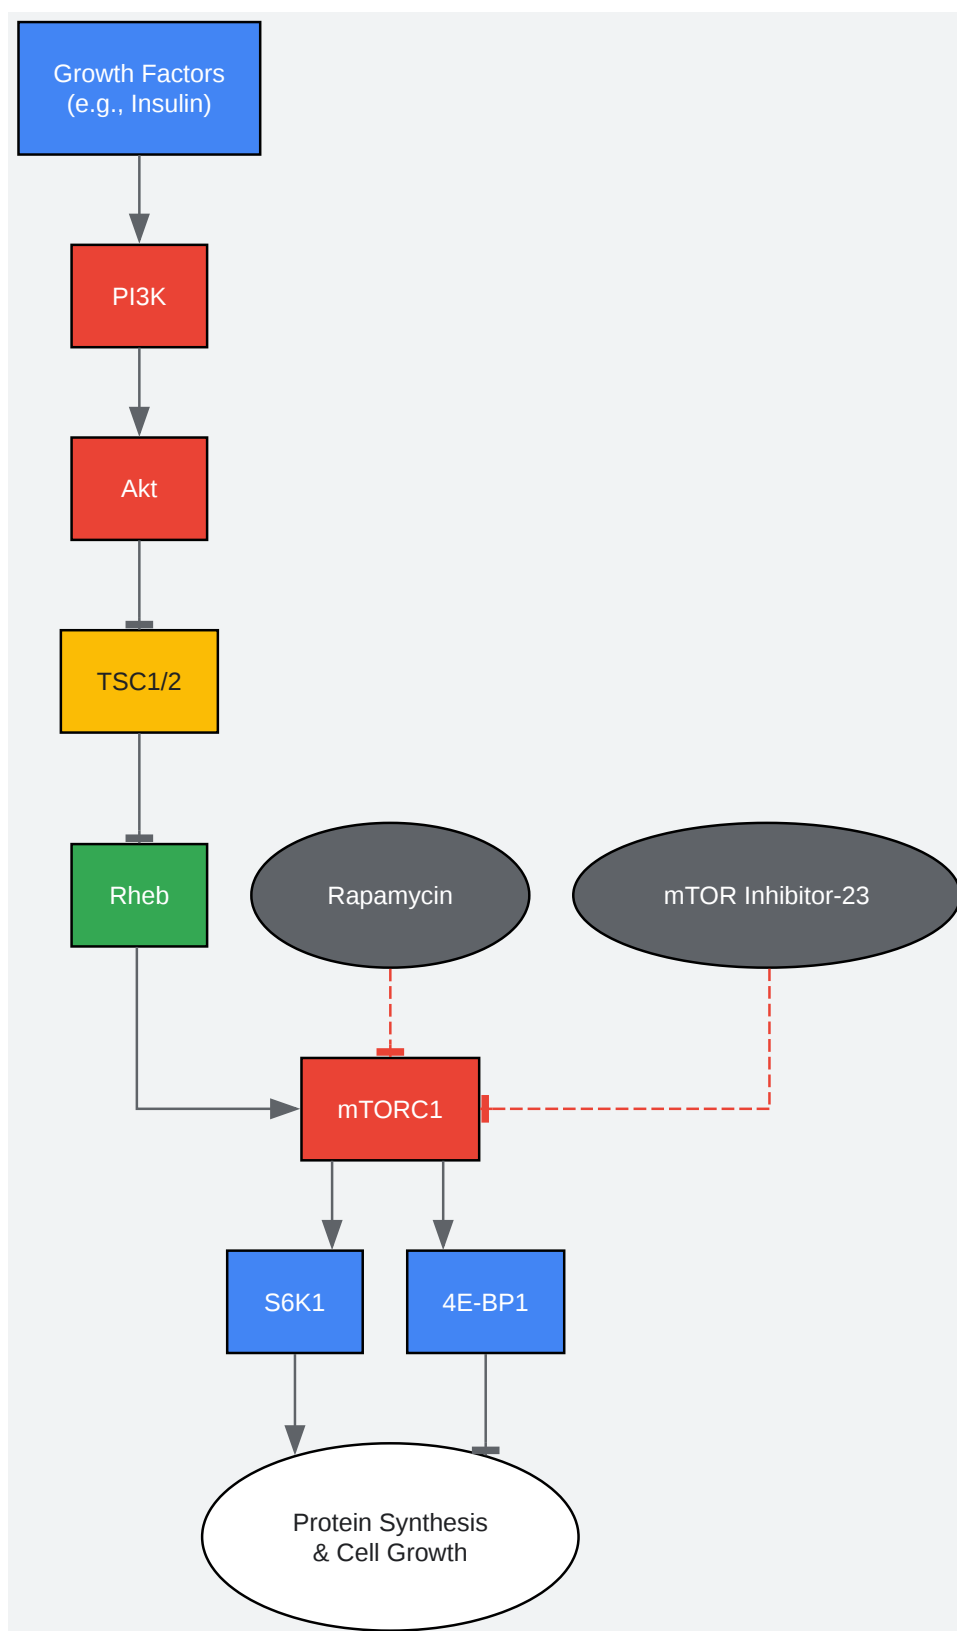 Growth Factors
(e.g., Insulin)
PI3K
Akt
TSC1/2
Rheb
Rapamycin
mTOR Inhibitor-23
mTORC1
S6K1
4E-BP1
Protein Synthesis
& Cell Growth